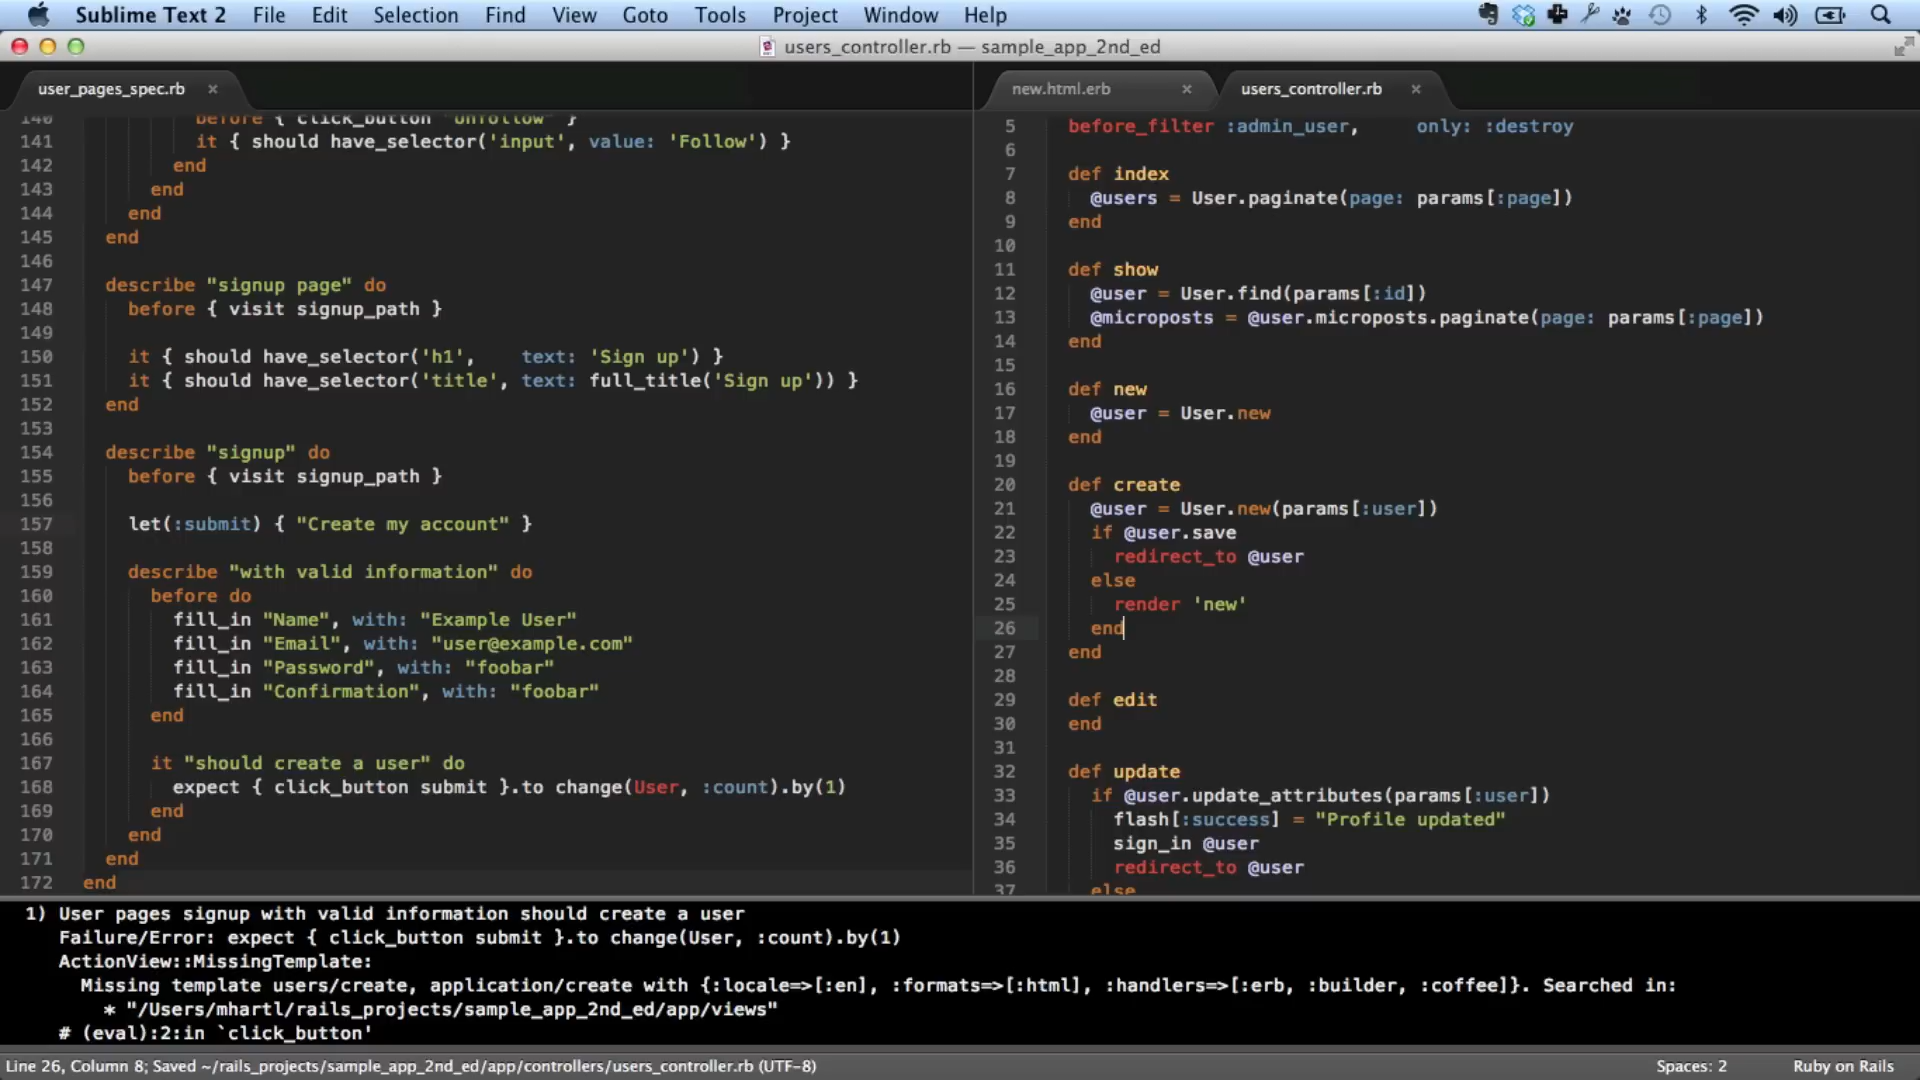 Sublime Text 2 File Edit Selection Find View Goto Tools Project Window Help
users_controller.rb — sample_app_2nd_ed
user_pages_spec.rb ×
140 before { click_button "Unfollow" }
141 it { should have_selector('input', value: 'Follow') }
142 end
143 end
144 end
145 end
146
147 describe "signup page" do
148 before { visit signup_path }
149
150 it { should have_selector('h1', text: 'Sign up') }
151 it { should have_selector('title', text: full_title('Sign up')) }
152 end
153
154 describe "signup" do
155 before { visit signup_path }
156
157 let(:submit) { "Create my account" }
158
159 describe "with valid information" do
160 before do
161 fill_in "Name", with: "Example User"
162 fill_in "Email", with: "user@example.com"
163 fill_in "Password", with: "foobar"
164 fill_in "Confirmation", with: "foobar"
165 end
166
167 it "should create a user" do
168 expect { click_button submit }.to change(User, :count).by(1)
169 end
170 end
171 end
172 end
new.html.erb × users_controller.rb ×
5 before_filter :admin_user, only: :destroy
6
7 def index
8 @users = User.paginate(page: params[:page])
9 end
10
11 def show
12 @user = User.find(params[:id])
13 @microposts = @user.microposts.paginate(page: params[:page])
14 end
15
16 def new
17 @user = User.new
18 end
19
20 def create
21 @user = User.new(params[:user])
22 if @user.save
23 redirect_to @user
24 else
25 render 'new'
26 end
27 end
28
29 def edit
30 end
31
32 def update
33 if @user.update_attributes(params[:user])
34 flash[:success] = "Profile updated"
35 sign_in @user
36 redirect_to @user
37 else
1) User pages signup with valid information should create a user
Failure/Error: expect { click_button submit }.to change(User, :count).by(1)
ActionView::MissingTemplate:
Missing template users/create, application/create with {:locale=>[:en], :formats=>[:html], :handlers=>[:erb, :builder, :coffee]}. Searched in:
* "/Users/mhartl/rails_projects/sample_app_2nd_ed/app/views"
# (eval):2:in `click_button'
Line 26, Column 8; Saved ~/rails_projects/sample_app_2nd_ed/app/controllers/users_controller.rb (UTF-8) Spaces: 2 Ruby on Rails